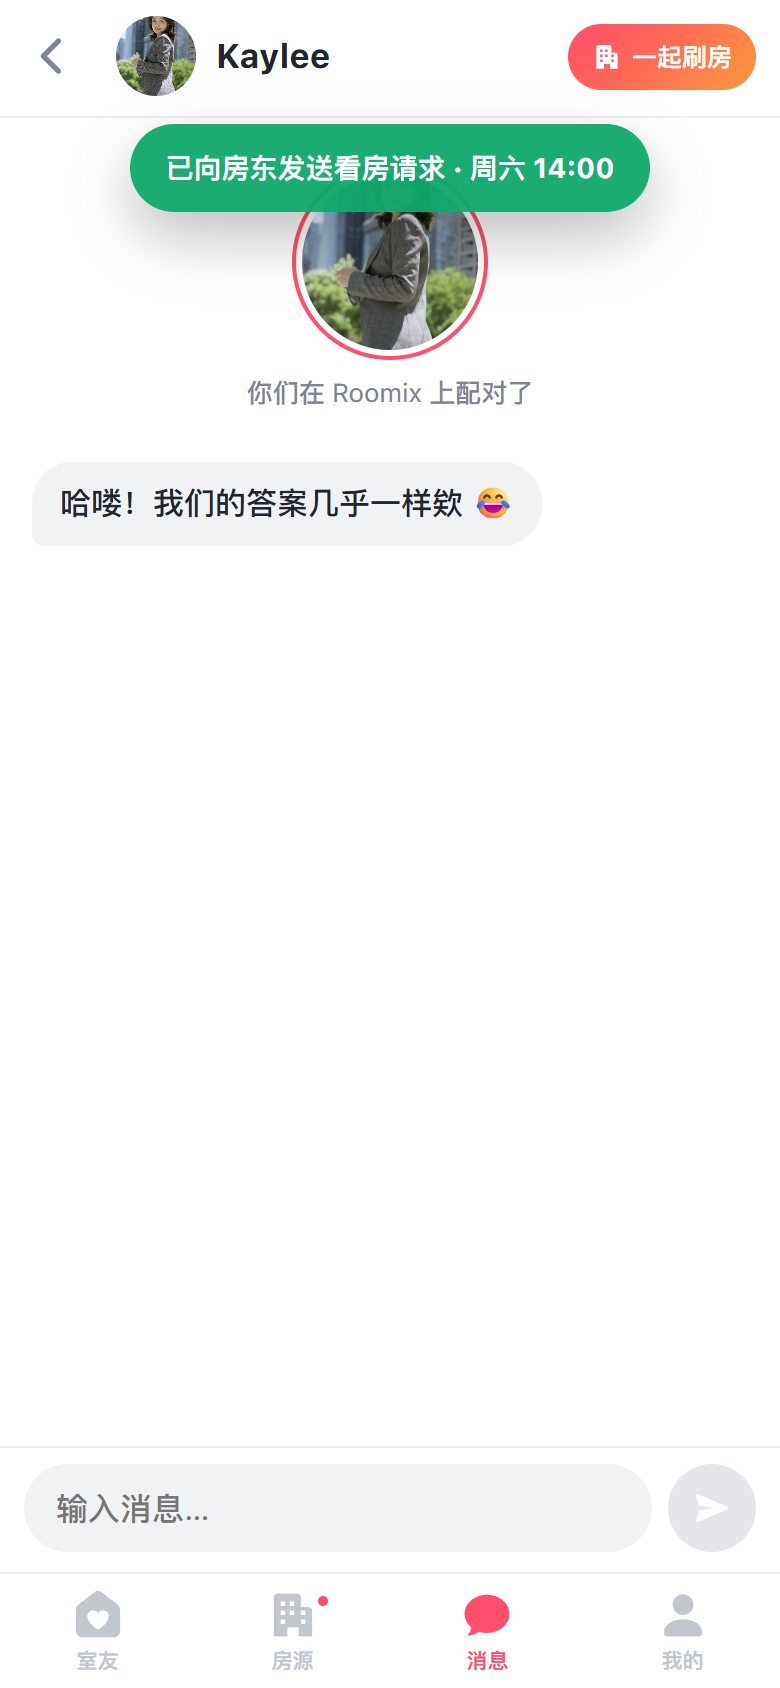 Kaylee
一起刷房
已向房东发送看房请求 · 周六 14:00
你们在 Roomix 上配对了
哈喽！我们的答案几乎一样欸 😂
输入消息...
室友
房源
消息
我的